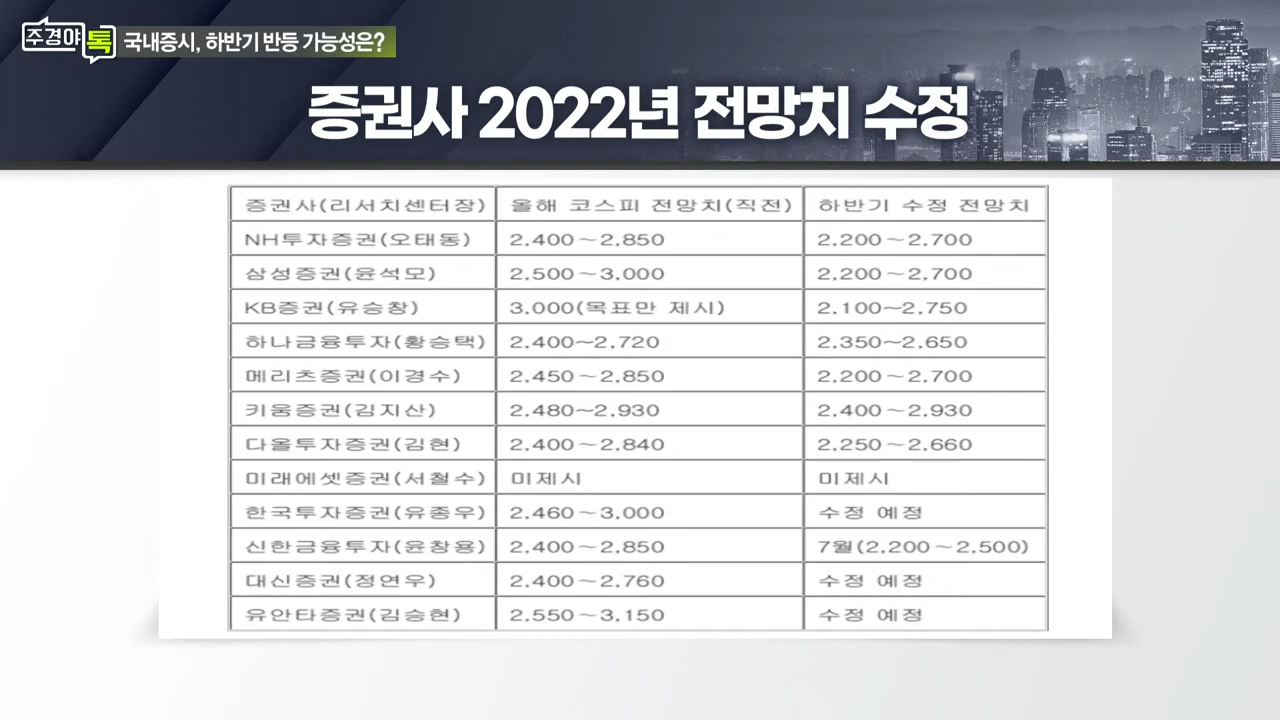 주경야톡 국내증시, 하반기 반등 가능성은?
증권사 2022년 전망치 수정
증권사(리서치센터장) 올해 코스피 전망치(직전) 하반기 수정 전망치
NH투자증권(오태동) 2,400~2,850 2,200~2,700
삼성증권(윤석모) 2,500~3,000 2,200~2,700
KB증권(유승창) 3,000(목표만 제시) 2,100~2,750
하나금융투자(황승택) 2,400~2,720 2,350~2,650
메리츠증권(이경수) 2,450~2,850 2,200~2,700
키움증권(김지산) 2,480~2,930 2,400~2,930
다올투자증권(김현) 2,400~2,840 2,250~2,660
미래에셋증권(서철수) 미제시 미제시
한국투자증권(유종우) 2,460~3,000 수정 예정
신한금융투자(윤창용) 2,400~2,850 7월(2,200~2,500)
대신증권(정연우) 2,400~2,760 수정 예정
유안타증권(김승현) 2,550~3,150 수정 예정